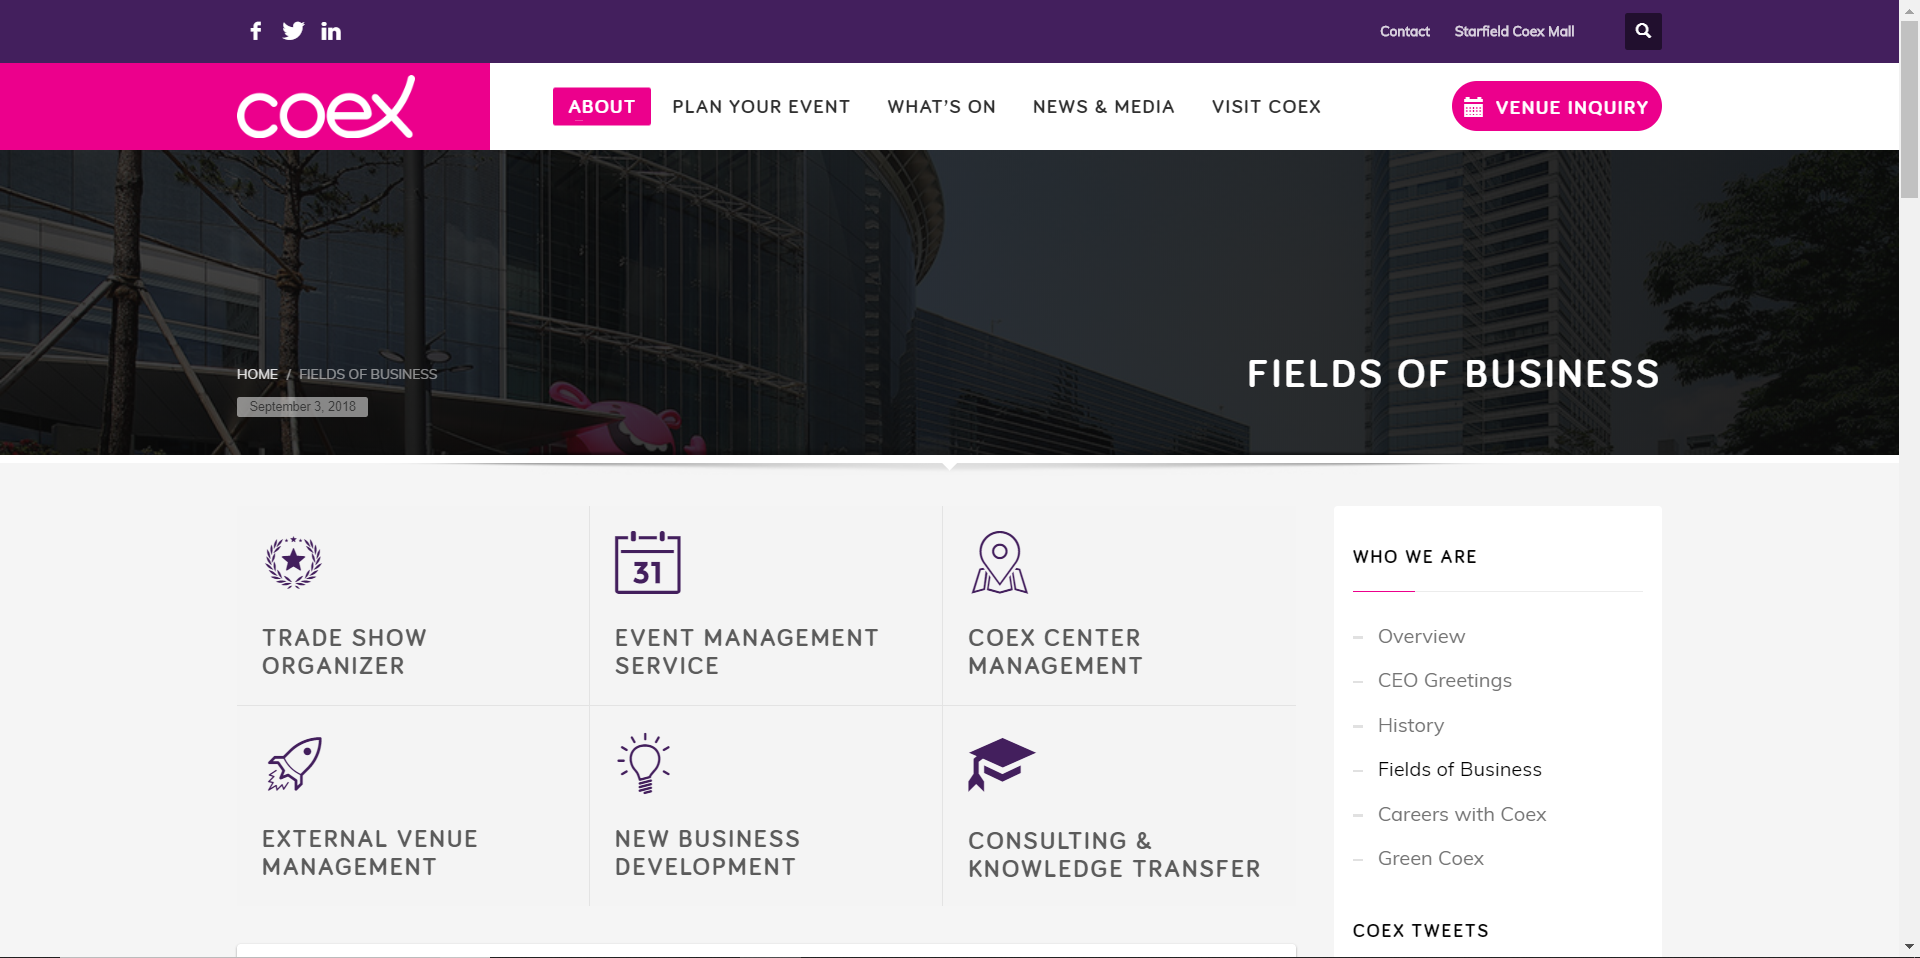 Contact
Starfield Coex Mall
coex
ABOUT
PLAN YOUR EVENT
WHAT'S ON
NEWS & MEDIA
VISIT COEX
VENUE INQUIRY
HOME / FIELDS OF BUSINESS
September 3, 2018
FIELDS OF BUSINESS
TRADE SHOW
ORGANIZER
31
EVENT MANAGEMENT
SERVICE
COEX CENTER
MANAGEMENT
EXTERNAL VENUE
MANAGEMENT
NEW BUSINESS
DEVELOPMENT
CONSULTING &
KNOWLEDGE TRANSFER
WHO WE ARE
Overview
CEO Greetings
History
Fields of Business
Careers with Coex
Green Coex
COEX TWEETS